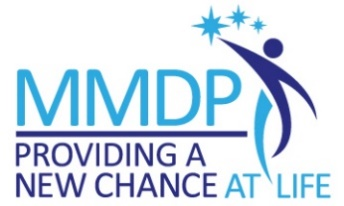 MMDP
PROVIDING A
NEW CHANCE AT LIFE